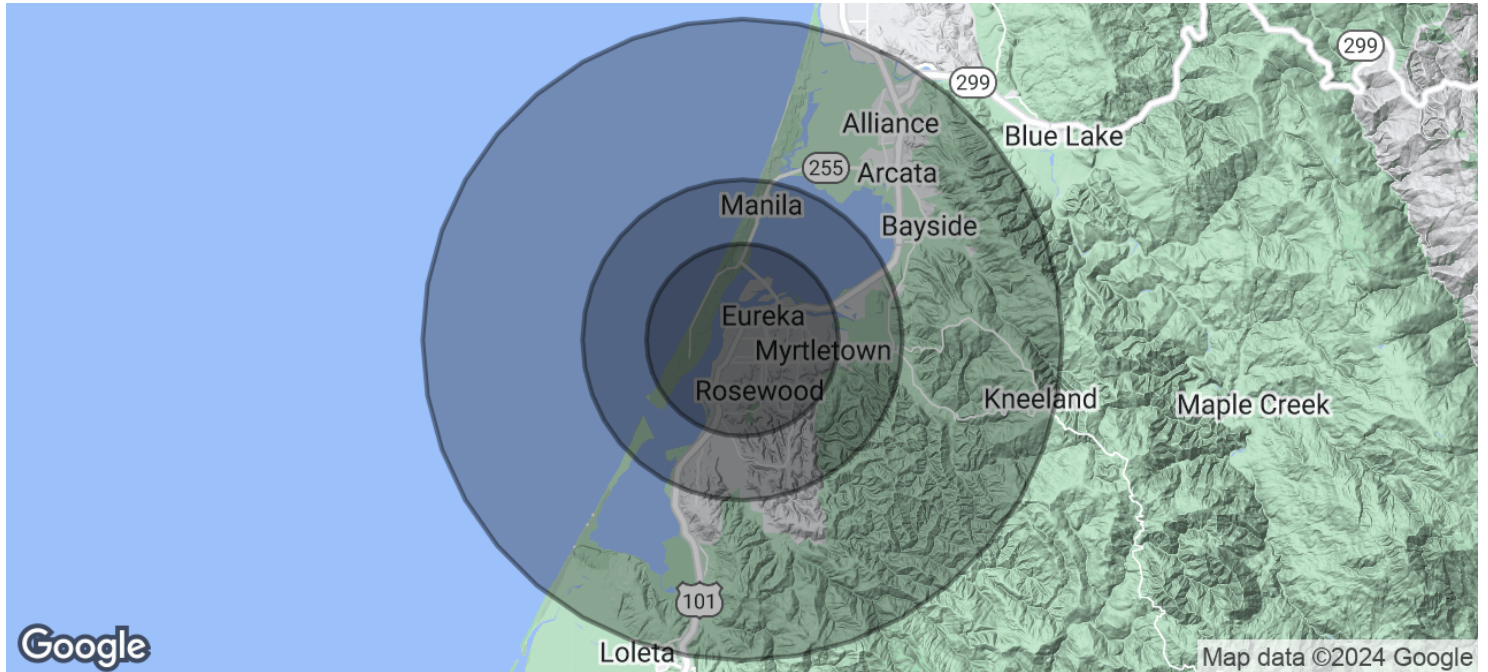 299
299
Alliance
Blue Lake
255
Arcata
Manila
Bayside
Eureka
Myrtletown
Rosewood
Kneeland
Maple Creek
101
Loleta
Google
Map data ©2024 Google